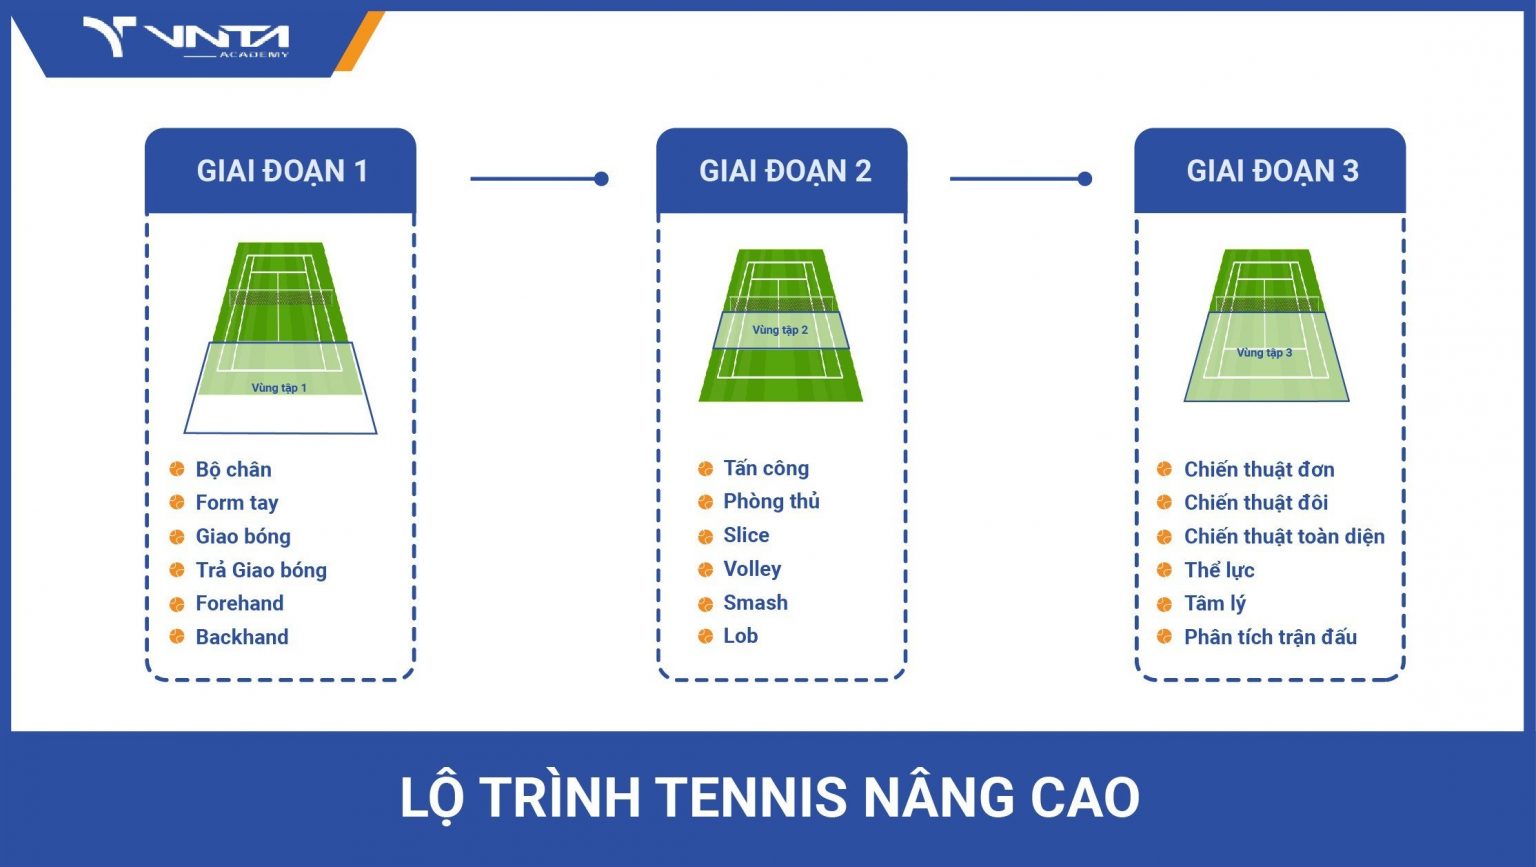 VNTA
ACADEMY
GIAI ĐOẠN 1
Vùng tập 1
Bộ chân
Form tay
Giao bóng
Trả Giao bóng
Forehand
Backhand
GIAI ĐOẠN 2
Vùng tập 2
Tấn công
Phòng thủ
Slice
Volley
Smash
Lob
GIAI ĐOẠN 3
Vùng tập 3
Chiến thuật đơn
Chiến thuật đôi
Chiến thuật toàn diện
Thể lực
Tâm lý
Phân tích trận đấu
LỘ TRÌNH TENNIS NÂNG CAO